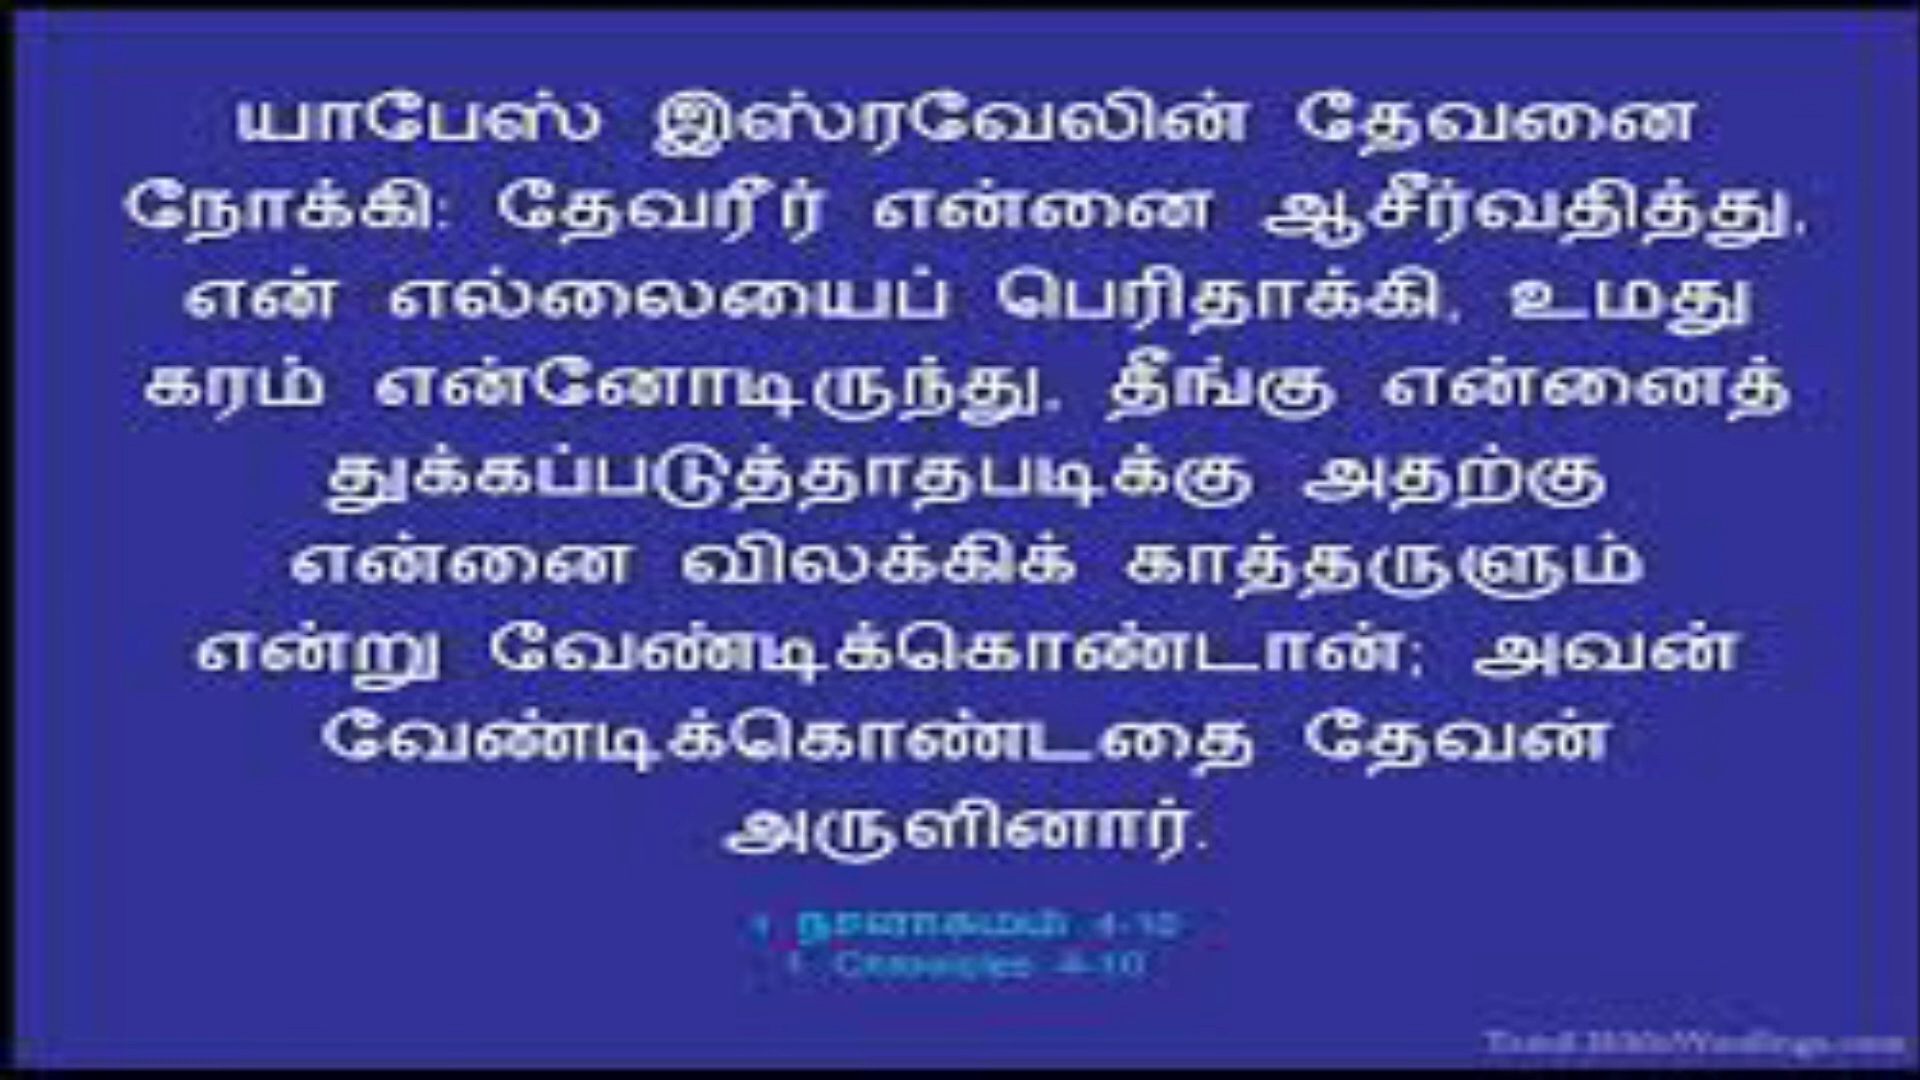 யாபேஸ் இஸ்ரவேலின் தேவனை
நோக்கி: தேவரீர் என்னை ஆசீர்வதித்து,
என் எல்லையைப் பெரிதாக்கி, உமது
கரம் என்னோடிருந்து, தீங்கு என்னைத்
துக்கப்படுத்தாதபடிக்கு அதற்கு
என்னை விலக்கிக் காத்தருளும்
என்று வேண்டிக்கொண்டான்; அவன்
வேண்டிக்கொண்டதை தேவன்
அருளினார்.
1 நாளாகமம் 4-10
1 Chronicles 4-10